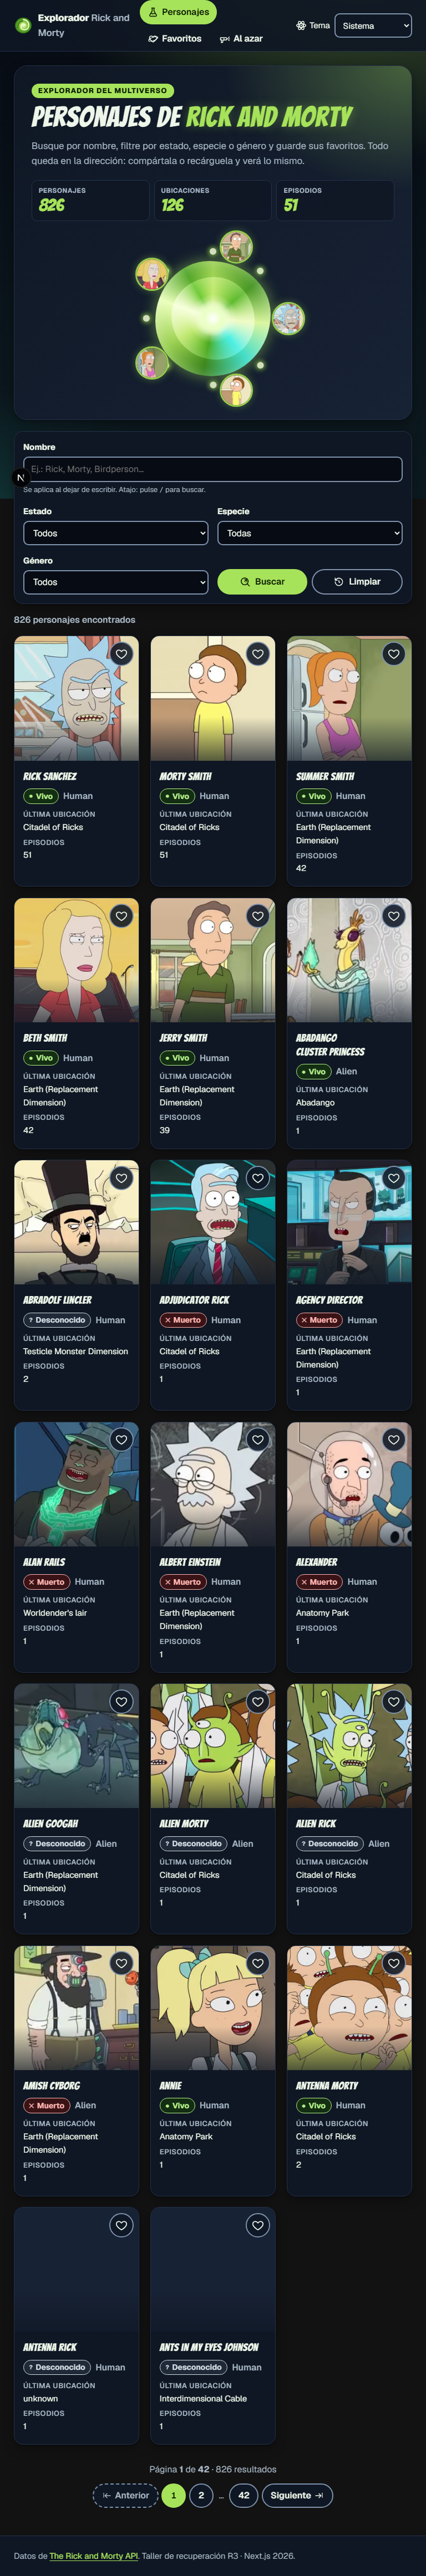 Explorador Rick and
Morty
Personajes
Favoritos
Al azar
Tema
Sistema
EXPLORADOR DEL MULTIVERSO
PERSONAJES DE RICK AND MORTY
Busque por nombre, filtre por estado, especie o género y guarde sus favoritos. Todo
queda en la dirección: compártala o recárguela y verá lo mismo.
PERSONAJES
826
UBICACIONES
126
EPISODIOS
51
Nombre
Ej.: Rick, Morty, Birdperson...
N
Se aplica al dejar de escribir. Atajo: pulse / para buscar.
Estado
Especie
Todos
Todas
Género
Todos
Buscar
Limpiar
826 personajes encontrados
RICK SANCHEZ
Vivo Human
ÚLTIMA UBICACIÓN
Citadel of Ricks
EPISODIOS
51
MORTY SMITH
Vivo Human
ÚLTIMA UBICACIÓN
Citadel of Ricks
EPISODIOS
51
SUMMER SMITH
Vivo Human
ÚLTIMA UBICACIÓN
Earth (Replacement
Dimension)
EPISODIOS
42
BETH SMITH
Vivo Human
ÚLTIMA UBICACIÓN
Earth (Replacement
Dimension)
EPISODIOS
42
JERRY SMITH
Vivo Human
ÚLTIMA UBICACIÓN
Earth (Replacement
Dimension)
EPISODIOS
39
ABADANGO
CLUSTER PRINCESS
Vivo Alien
ÚLTIMA UBICACIÓN
Abadango
EPISODIOS
1
ABRADOLF LINCLER
? Desconocido Human
ÚLTIMA UBICACIÓN
Testicle Monster Dimension
EPISODIOS
2
ADJUDICATOR RICK
× Muerto Human
ÚLTIMA UBICACIÓN
Citadel of Ricks
EPISODIOS
1
AGENCY DIRECTOR
× Muerto Human
ÚLTIMA UBICACIÓN
Earth (Replacement
Dimension)
EPISODIOS
1
ALAN RAILS
× Muerto Human
ÚLTIMA UBICACIÓN
Worldender's lair
EPISODIOS
1
ALBERT EINSTEIN
× Muerto Human
ÚLTIMA UBICACIÓN
Earth (Replacement
Dimension)
EPISODIOS
1
ALEXANDER
× Muerto Human
ÚLTIMA UBICACIÓN
Anatomy Park
EPISODIOS
1
ALIEN GOOGAH
? Desconocido Alien
ÚLTIMA UBICACIÓN
Earth (Replacement
Dimension)
EPISODIOS
1
ALIEN MORTY
? Desconocido Alien
ÚLTIMA UBICACIÓN
Citadel of Ricks
EPISODIOS
1
ALIEN RICK
? Desconocido Alien
ÚLTIMA UBICACIÓN
Citadel of Ricks
EPISODIOS
1
AMISH CYBORG
× Muerto Alien
ÚLTIMA UBICACIÓN
Earth (Replacement
Dimension)
EPISODIOS
1
ANNIE
Vivo Human
ÚLTIMA UBICACIÓN
Anatomy Park
EPISODIOS
1
ANTENNA MORTY
Vivo Human
ÚLTIMA UBICACIÓN
Citadel of Ricks
EPISODIOS
2
ANTENNA RICK
? Desconocido Human
ÚLTIMA UBICACIÓN
unknown
EPISODIOS
1
ANTS IN MY EYES JOHNSON
? Desconocido Human
ÚLTIMA UBICACIÓN
Interdimensional Cable
EPISODIOS
1
Página 1 de 42 · 826 resultados
Anterior 1 2 ... 42 Siguiente
Datos de The Rick and Morty API. Taller de recuperación R3 · Next.js 2026.